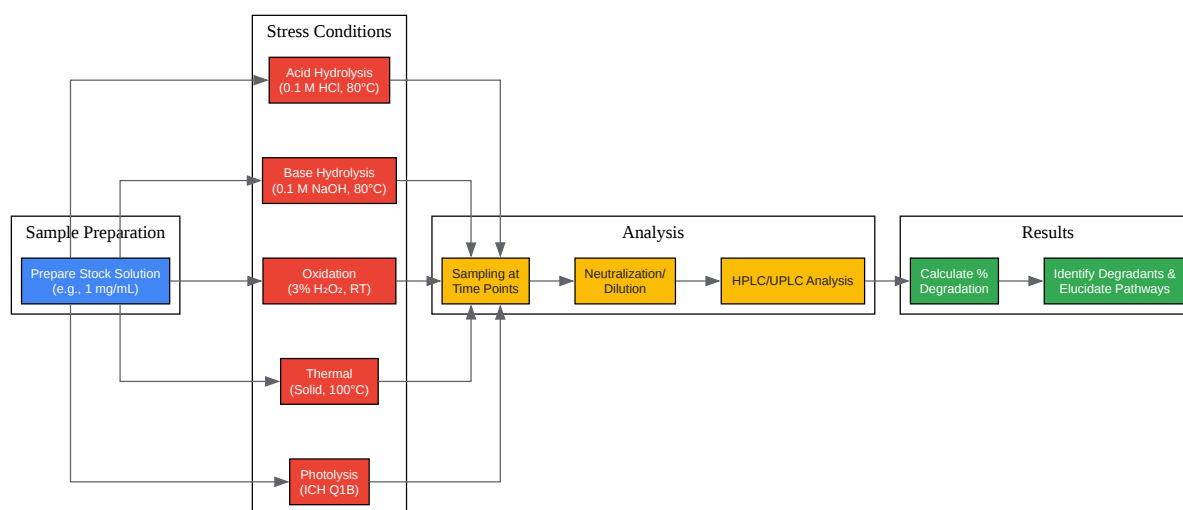 Stress Conditions
Acid Hydrolysis
(0.1 M HCl, 80°C)
Base Hydrolysis
(0.1 M NaOH, 80°C)
Sample Preparation
Prepare Stock Solution
(e.g., 1 mg/mL)
Oxidation
(3% H₂O₂, RT)
Thermal
(Solid, 100°C)
Photolysis
(ICH Q1B)
Analysis
Sampling at
Time Points
Neutralization/
Dilution
HPLC/UPLC Analysis
Results
Calculate %
Degradation
Identify Degradants &
Elucidate Pathways